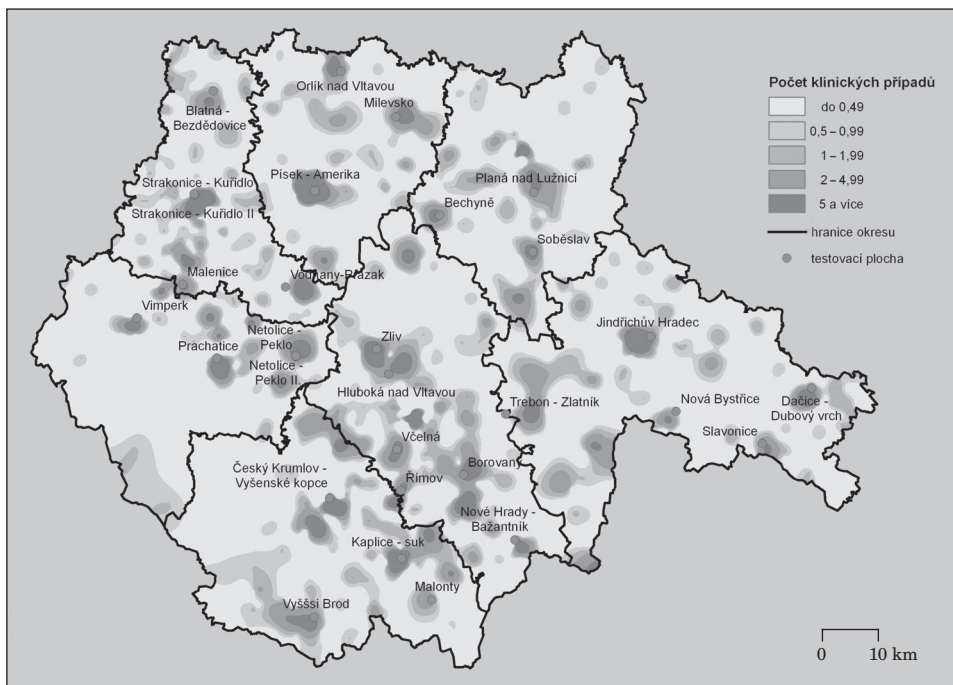 Počet klinických případů
do 0,49
0,5 – 0,99
1 – 1,99
2 – 4,99
5 a více
hranice okresu
testovací plocha
Orlík nad Vltavou
Milevsko
Blatná -
Bezdědovice
Písek - Amerika
Planá nad Lužnicí
Strakonice - Kuřidlo
Strakonice - Kuřidlo II
Bechyně
Soběslav
Malenice
Vodňany-Pražák
Vimperk
Netolice -
Peklo
Prachatice
Netolice -
Peklo II.
Zliv
Jindřichův Hradec
Hluboká nad Vltavou
Trebon - Zlatník
Nová Bystřice
Dačice -
Dubový vrch
Slavonice
Včelná
Borovany
Český Krumlov -
Vyšenské kopce
Římov
Nové Hrady -
Bažantník
Kaplice - suk
Malonty
Vyššsi Brod
0 10 km